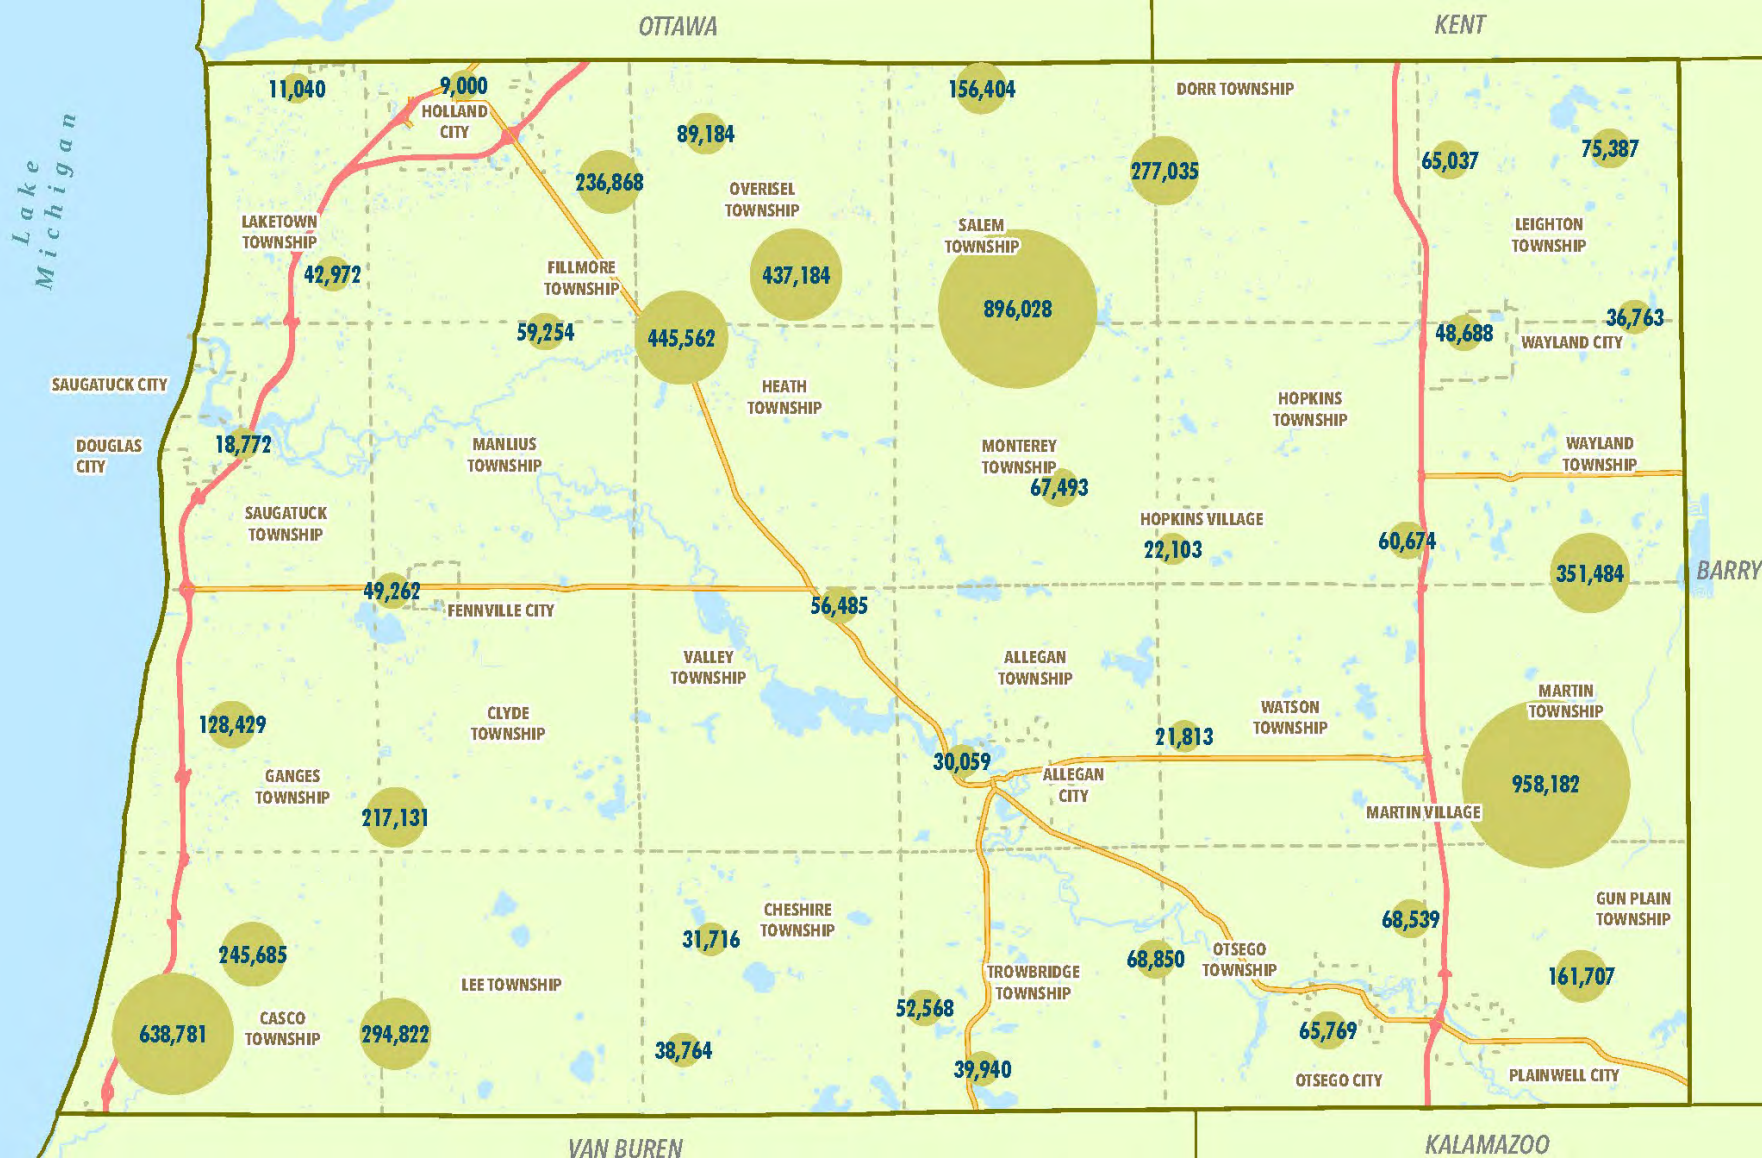 OTTAWA
KENT
11,040
9,000
HOLLAND
CITY
156,404
DORR TOWNSHIP
89,184
236,868
277,035
65,037
75,387
Lake
Michigan
OVERISEL
TOWNSHIP
LAKETOWN
TOWNSHIP
SALEM
TOWNSHIP
LEIGHTON
TOWNSHIP
42,972
FILLMORE
TOWNSHIP
437,184
896,028
59,254
445,562
48,688
36,763
WAYLAND CITY
SAUGATUCK CITY
HEATH
TOWNSHIP
HOPKINS
TOWNSHIP
DOUGLAS
CITY
18,772
MANLIUS
TOWNSHIP
MONTEREY
TOWNSHIP
67,493
WAYLAND
TOWNSHIP
SAUGATUCK
TOWNSHIP
HOPKINS VILLAGE
22,103
60,674
351,484
BARRY
49,262
FENNVILLE CITY
56,485
VALLEY
TOWNSHIP
ALLEGAN
TOWNSHIP
128,429
CLYDE
TOWNSHIP
21,813
WATSON
TOWNSHIP
MARTIN
TOWNSHIP
GANGES
TOWNSHIP
30,059
ALLEGAN
CITY
958,182
217,131
MARTIN VILLAGE
245,685
31,716
CHESHIRE
TOWNSHIP
68,539
GUN PLAIN
TOWNSHIP
LEE TOWNSHIP
TROWBRIDGE
TOWNSHIP
68,850
OTSEGO
TOWNSHIP
161,707
638,781
CASCO
TOWNSHIP
294,822
38,764
52,568
39,940
65,769
OTSEGO CITY
PLAINWELL CITY
VAN BUREN
KALAMAZOO